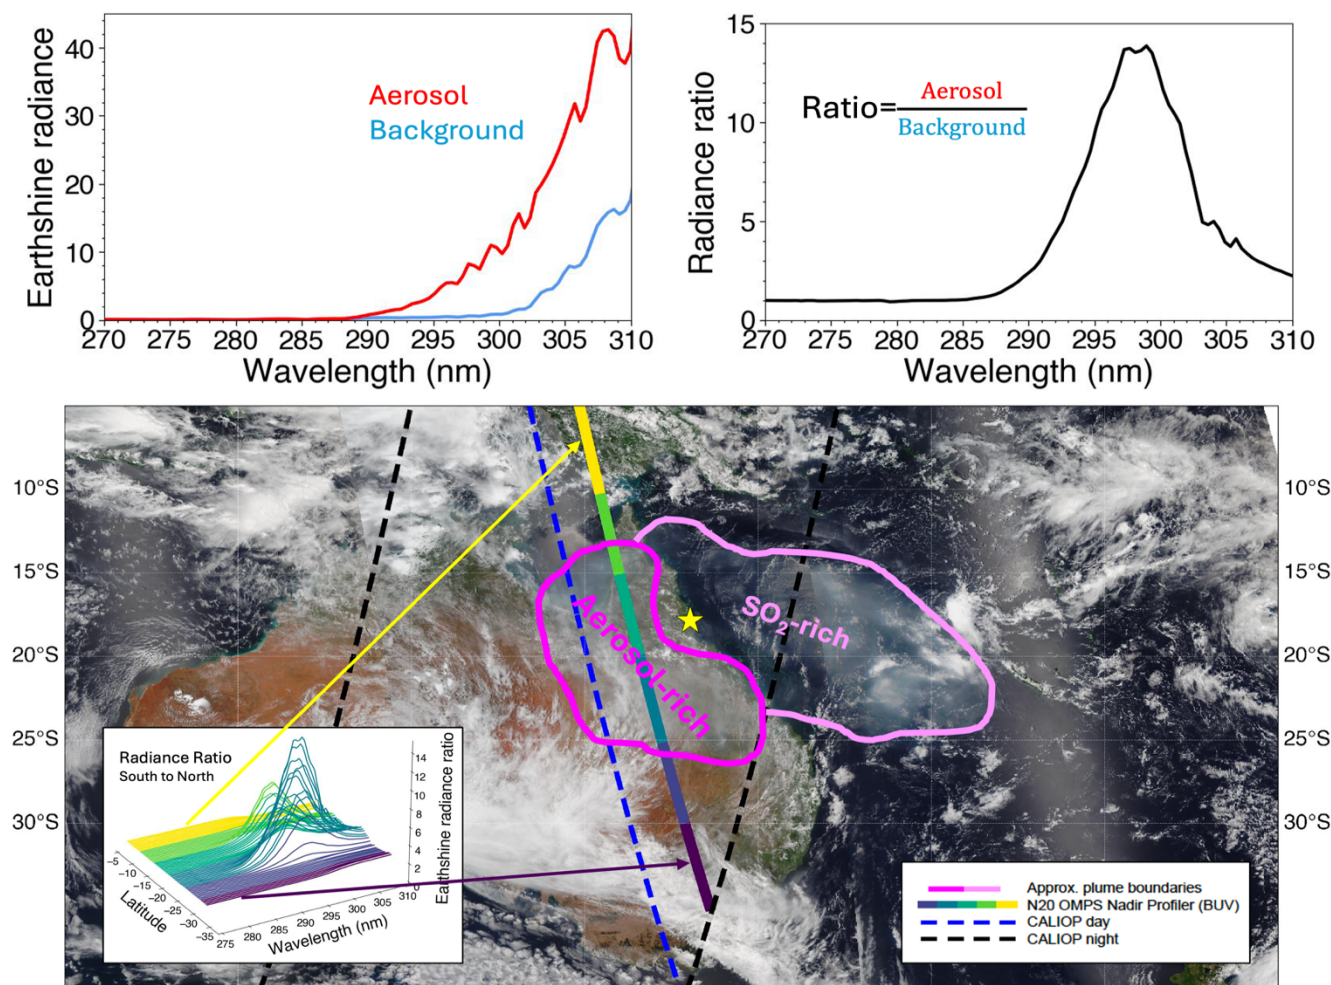 Earthshine radiance
40
30
20
10
0
Aerosol
Background
270 275 280 285 290 295 300 305 310
Wavelength (nm)
Radiance ratio
15
10
5
0
Ratio=Aerosol
Background
270 275 280 285 290 295 300 305 310
Wavelength (nm)
10°S
15°S
20°S
25°S
30°S
10°S
15°S
20°S
25°S
30°S
Aerosol-rich
SO₂-rich
Radiance Ratio
South to North
Earthshine radiance ratio
14
12
10
8
6
4
2
0
−5
−10
−15
−20
−25
−30
−35
Latitude
275 280 285 290 295 300 305 310
Wavelength (nm)
Approx. plume boundaries
N20 OMPS Nadir Profiler (BUV)
CALIOP day
CALIOP night